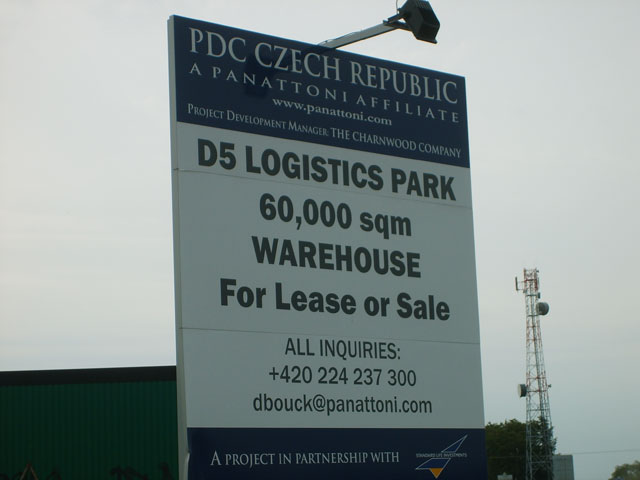 PDC CZECH REPUBLIC
A PANATTONI AFFILIATE
www.panattoni.com
PROJECT DEVELOPMENT MANAGER: THE CHARNWOOD COMPANY
D5 LOGISTICS PARK
60,000 sqm
WAREHOUSE
For Lease or Sale
ALL INQUIRIES:
+420 224 237 300
dbouck@panattoni.com
A PROJECT IN PARTNERSHIP WITH